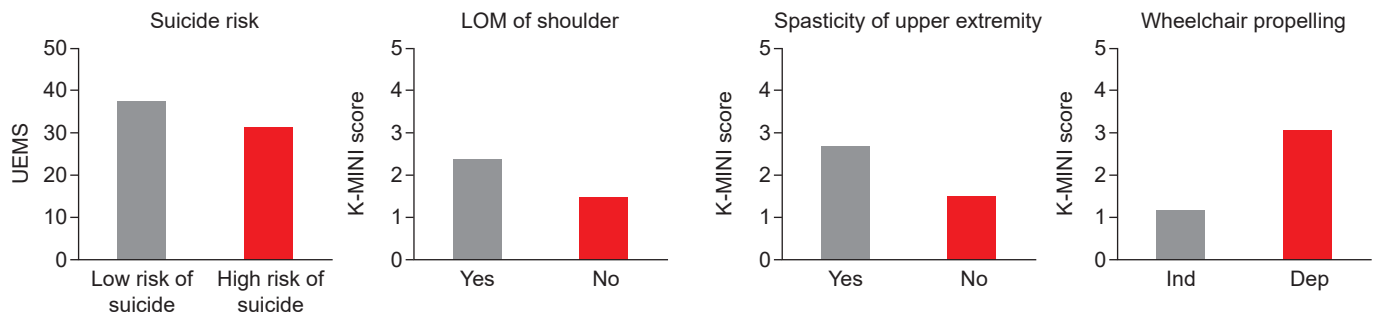 Suicide risk
UEMS
50
40
30
20
10
0
Low risk of
suicide
High risk of
suicide
LOM of shoulder
K-MINI score
5
4
3
2
1
0
Yes
No
Spasticity of upper extremity
K-MINI score
5
4
3
2
1
0
Yes
No
Wheelchair propelling
K-MINI score
5
4
3
2
1
0
Ind
Dep